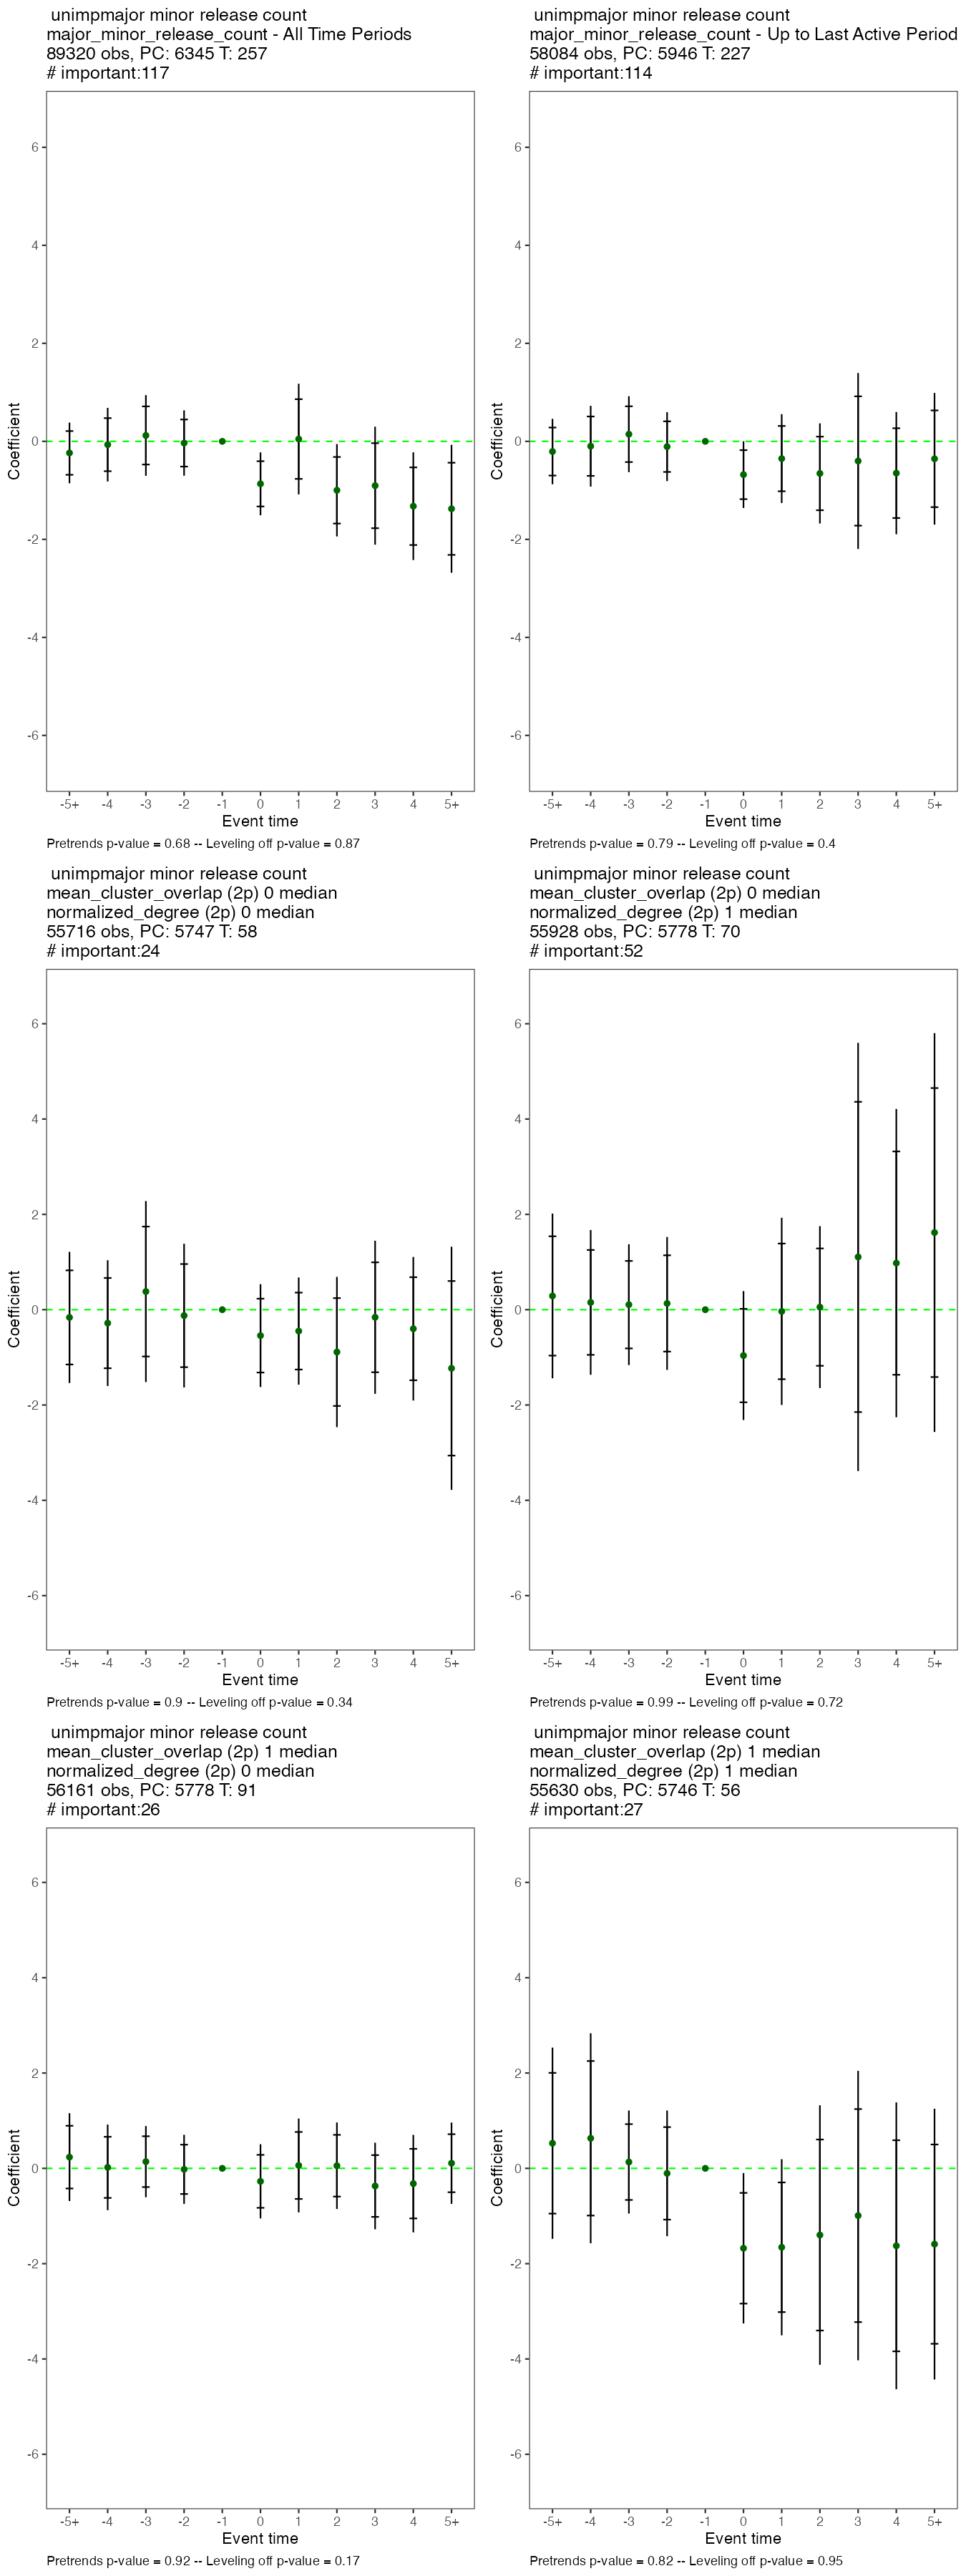 unimpmajor minor release count
major_minor_release_count - All Time Periods
89320 obs, PC: 6345 T: 257
# important:117
6
4
2
0
-2
-4
-6
Coefficient
-5+ -4 -3 -2 -1 0 1 2 3 4 5+
Event time
Pretrends p-value = 0.68 -- Leveling off p-value = 0.87
unimpmajor minor release count
major_minor_release_count - Up to Last Active Period
58084 obs, PC: 5946 T: 227
# important:114
6
4
2
0
-2
-4
-6
Coefficient
-5+ -4 -3 -2 -1 0 1 2 3 4 5+
Event time
Pretrends p-value = 0.79 -- Leveling off p-value = 0.4
unimpmajor minor release count
mean_cluster_overlap (2p) 0 median
normalized_degree (2p) 0 median
55716 obs, PC: 5747 T: 58
# important:24
6
4
2
0
-2
-4
-6
Coefficient
-5+ -4 -3 -2 -1 0 1 2 3 4 5+
Event time
Pretrends p-value = 0.9 -- Leveling off p-value = 0.34
unimpmajor minor release count
mean_cluster_overlap (2p) 0 median
normalized_degree (2p) 1 median
55928 obs, PC: 5778 T: 70
# important:52
6
4
2
0
-2
-4
-6
Coefficient
-5+ -4 -3 -2 -1 0 1 2 3 4 5+
Event time
Pretrends p-value = 0.99 -- Leveling off p-value = 0.72
unimpmajor minor release count
mean_cluster_overlap (2p) 1 median
normalized_degree (2p) 0 median
56161 obs, PC: 5778 T: 91
# important:26
6
4
2
0
-2
-4
-6
Coefficient
-5+ -4 -3 -2 -1 0 1 2 3 4 5+
Event time
Pretrends p-value = 0.92 -- Leveling off p-value = 0.17
unimpmajor minor release count
mean_cluster_overlap (2p) 1 median
normalized_degree (2p) 1 median
55630 obs, PC: 5746 T: 56
# important:27
6
4
2
0
-2
-4
-6
Coefficient
-5+ -4 -3 -2 -1 0 1 2 3 4 5+
Event time
Pretrends p-value = 0.82 -- Leveling off p-value = 0.95